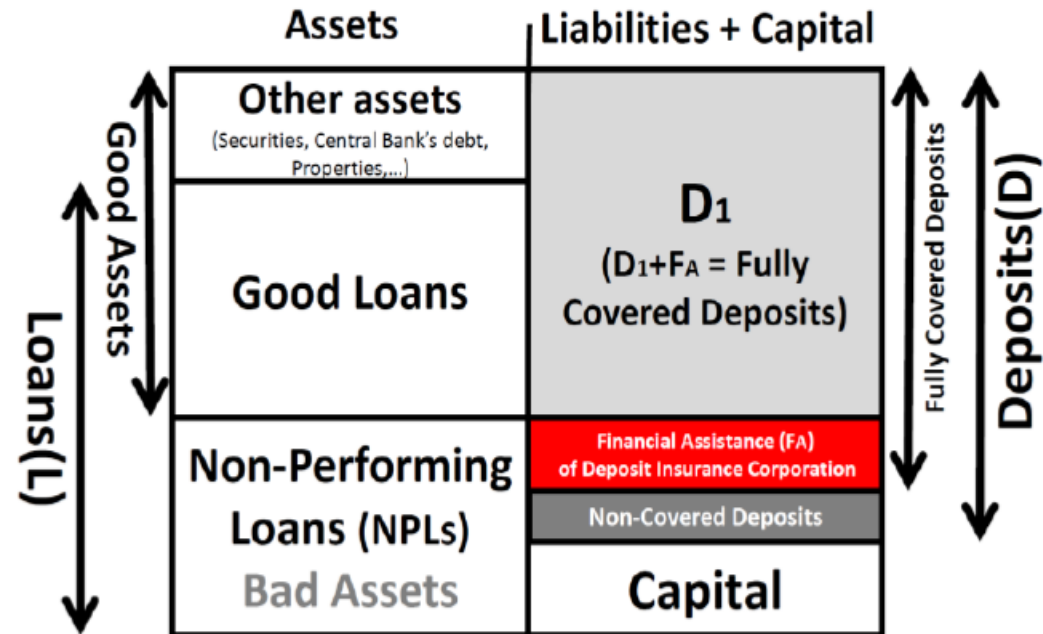 Assets
Liabilities + Capital
Other assets
(Securities, Central Bank's debt,
Properties,...)
Good Loans
Non-Performing
Loans (NPLs)
Bad Assets
D1
(D1+FA = Fully
Covered Deposits)
Financial Assistance (FA)
of Deposit Insurance Corporation
Non-Covered Deposits
Capital
Good Assets
Loans(L)
Fully Covered Deposits
Deposits(D)